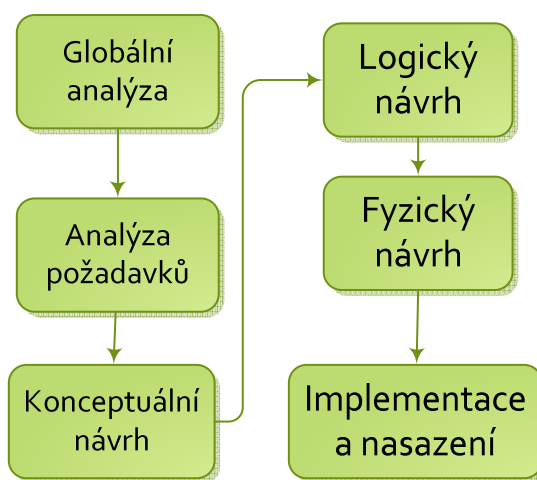 Globální
analýza
Analýza
požadavků
Konceptuální
návrh
Logický
návrh
Fyzický
návrh
Implementace
a nasazení